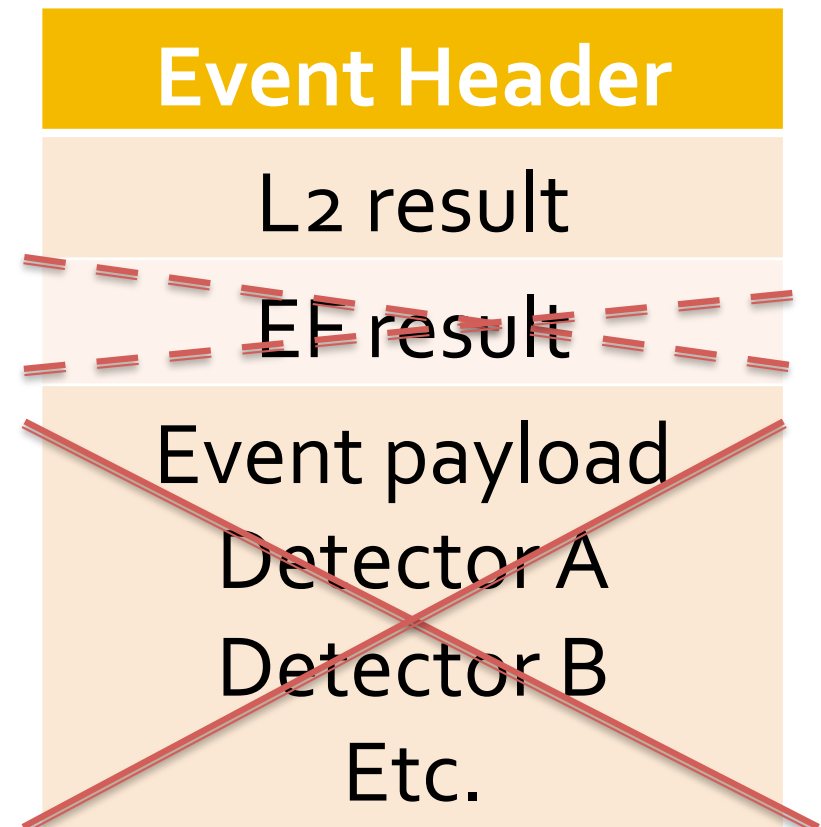 Event Header
L2 result
EF result
Event payload
Detector A
Detector B
Etc.